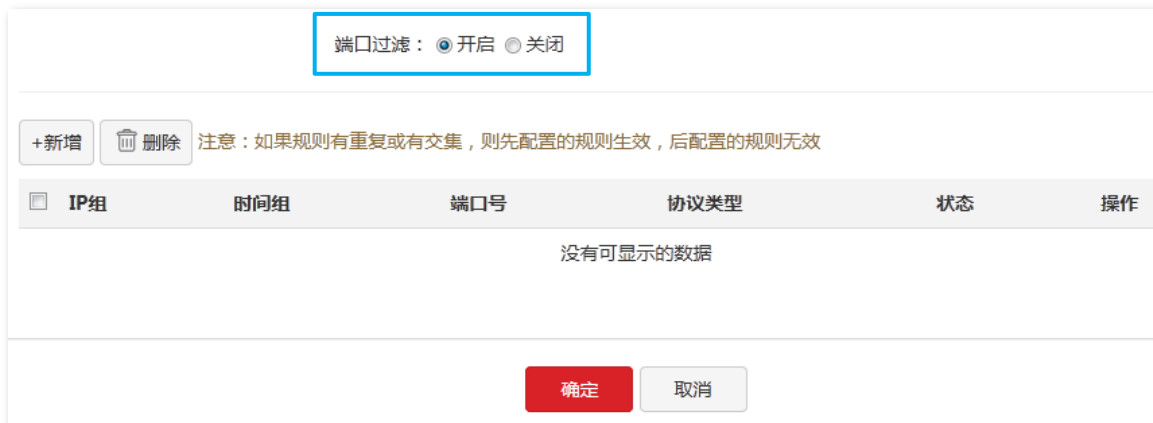 端口过滤： 开启 关闭
+新增 删除 注意：如果规则有重复或有交集，则先配置的规则生效，后配置的规则无效
IP组 时间组 端口号 协议类型 状态 操作
没有可显示的数据
确定 取消